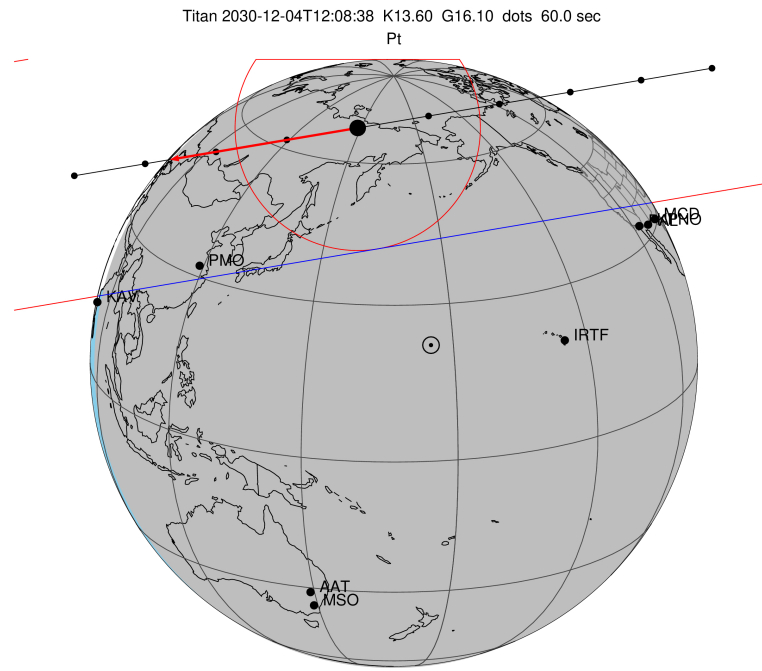 Titan 2030-12-04T12:08:38 K13.60 G16.10 dots 60.0 sec
Pt
MCD
PMO
KAV
IRTF
AAT
MSO